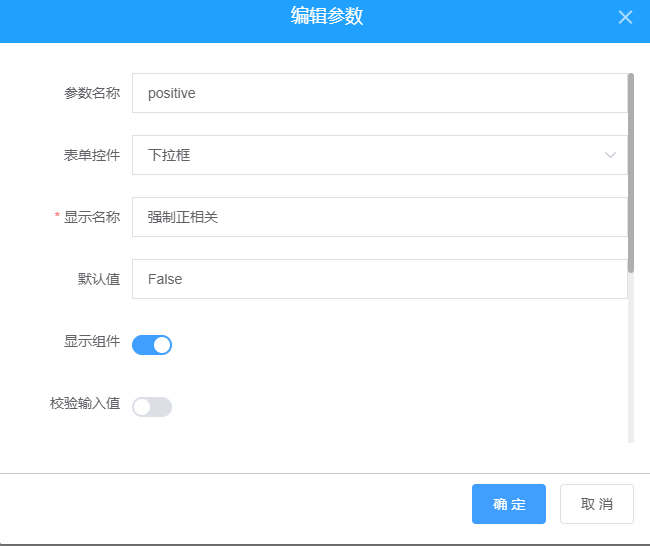 编辑参数
参数名称 positive
表单控件 下拉框
* 显示名称 强制正相关
默认值 False
显示组件
校验输入值
确 定 取 消